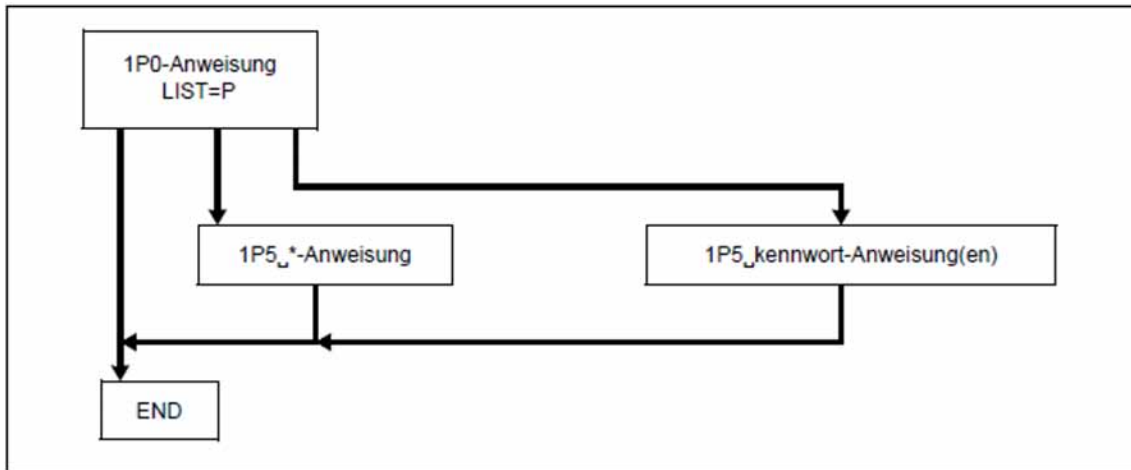 1P0-Anweisung
LIST=P
1P5␣*-Anweisung
1P5␣kennwort-Anweisung(en)
END